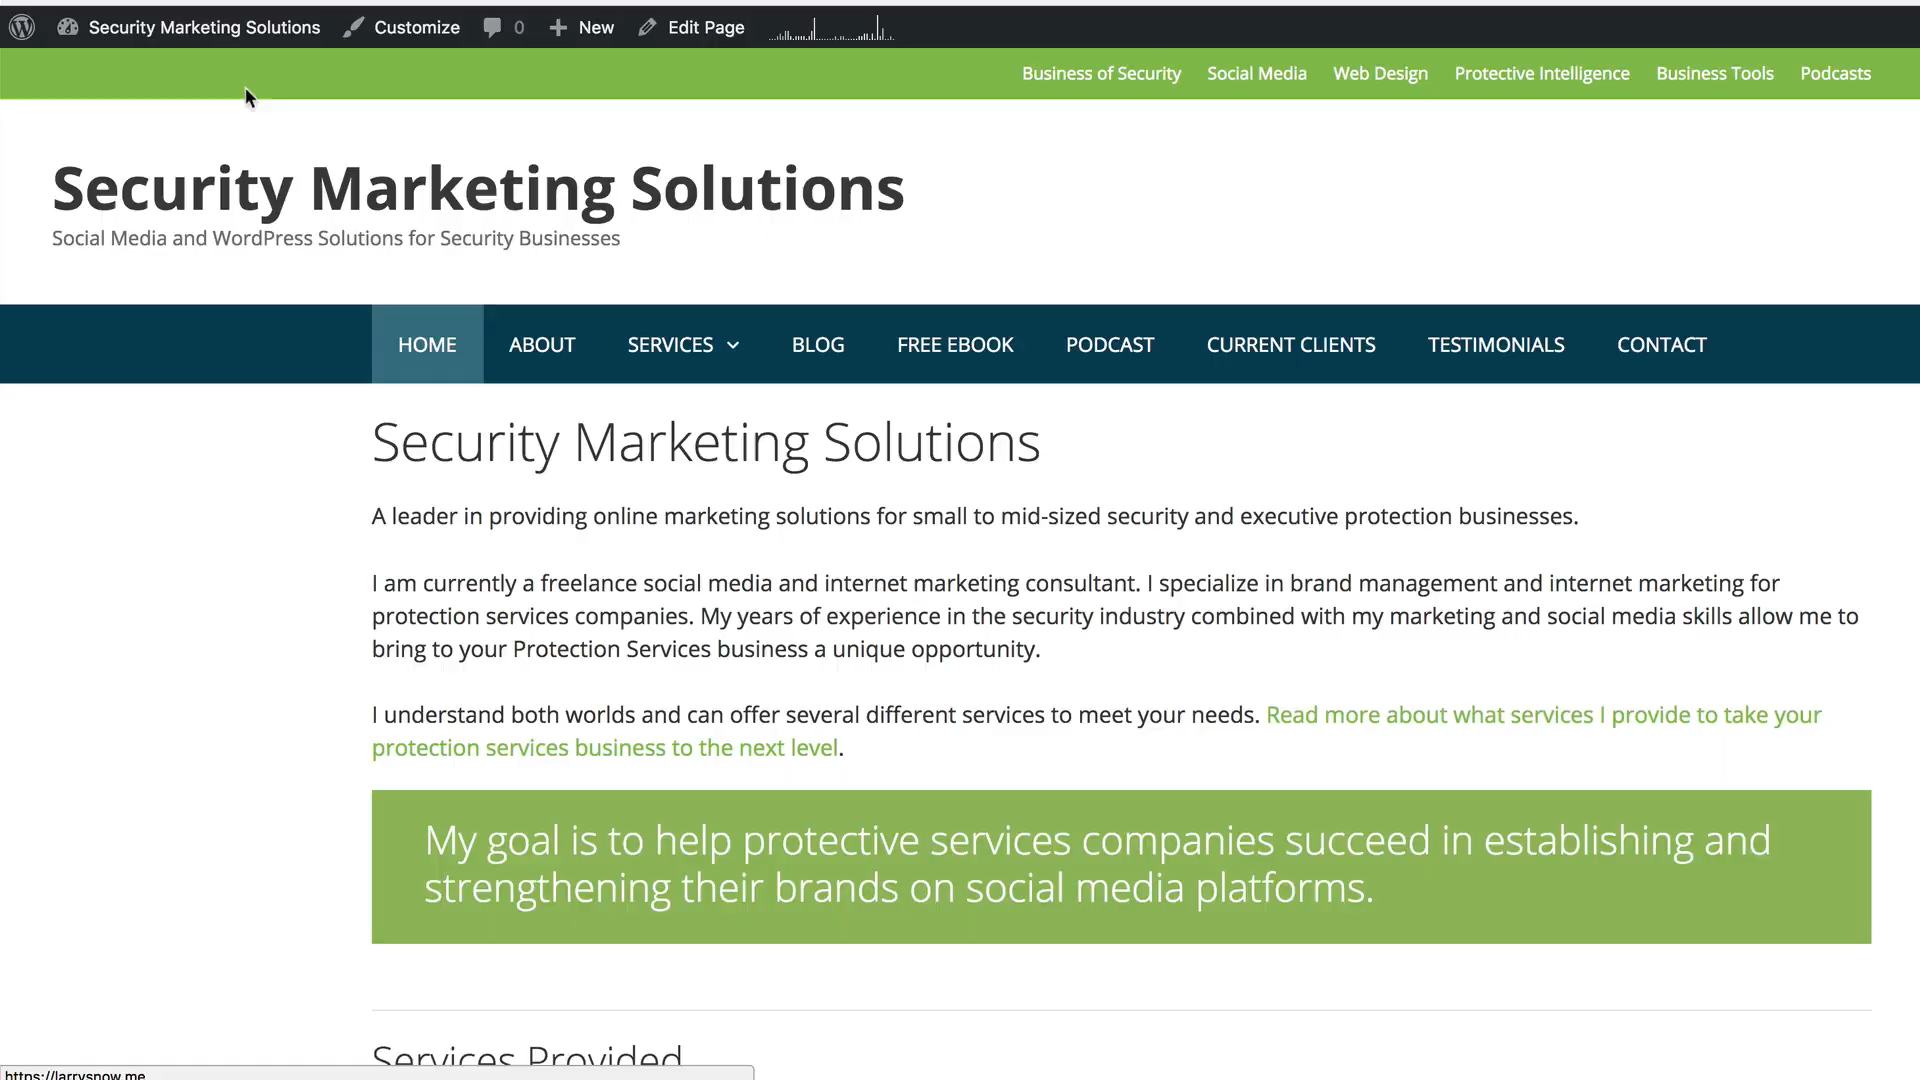 Security Marketing Solutions Customize 0 New Edit Page
Business of Security Social Media Web Design Protective Intelligence Business Tools Podcasts
Security Marketing Solutions
Social Media and WordPress Solutions for Security Businesses
HOME ABOUT SERVICES BLOG FREE EBOOK PODCAST CURRENT CLIENTS TESTIMONIALS CONTACT
Security Marketing Solutions
A leader in providing online marketing solutions for small to mid-sized security and executive protection businesses.
I am currently a freelance social media and internet marketing consultant. I specialize in brand management and internet marketing for
protection services companies. My years of experience in the security industry combined with my marketing and social media skills allow me to
bring to your Protection Services business a unique opportunity.
I understand both worlds and can offer several different services to meet your needs. Read more about what services I provide to take your
protection services business to the next level.
My goal is to help protective services companies succeed in establishing and
strengthening their brands on social media platforms.
Services Provided
https://larrysnow.me